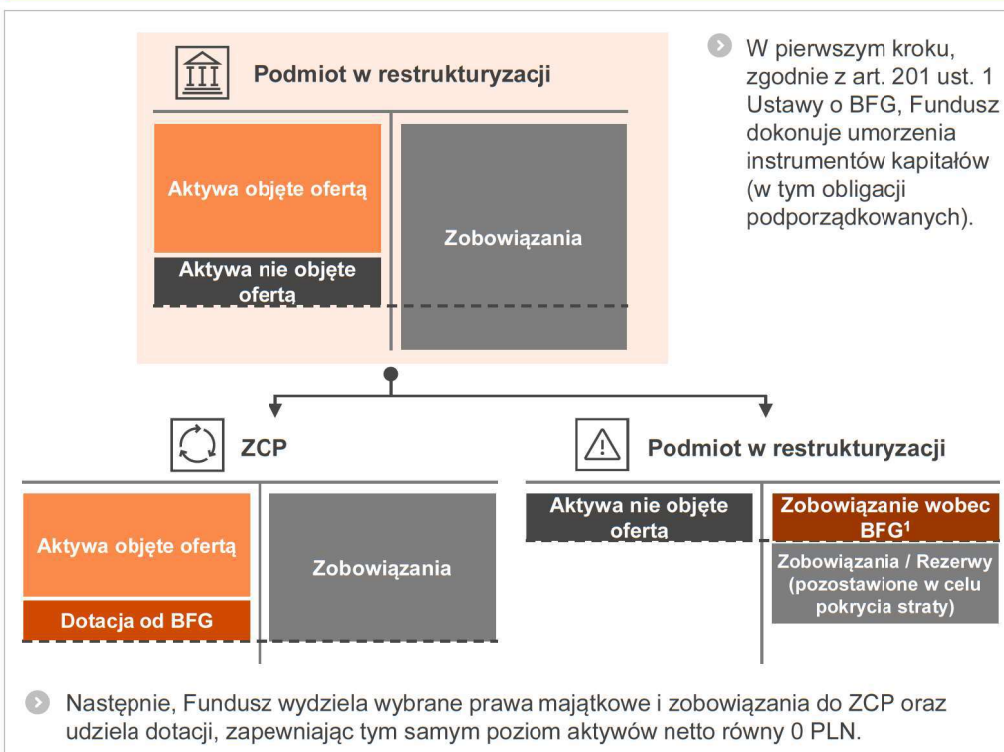 Podmiot w restrukturyzacji
Aktywa objęte ofertą
Aktywa nie objęte
ofertą
Zobowiązania
W pierwszym kroku,
zgodnie z art. 201 ust. 1
Ustawy o BFG, Fundusz
dokonuje umorzenia
instrumentów kapitałów
(w tym obligacji
podporządkowanych).
ZCP
Aktywa objęte ofertą
Dotacja od BFG
Zobowiązania
Podmiot w restrukturyzacji
Aktywa nie objęte
ofertą
Zobowiązanie wobec
BFG¹
Zobowiązania / Rezerwy
(pozostawione w celu
pokrycia straty)
Następnie, Fundusz wydziela wybrane prawa majątkowe i zobowiązania do ZCP oraz
udziela dotacji, zapewniając tym samym poziom aktywów netto równy 0 PLN.